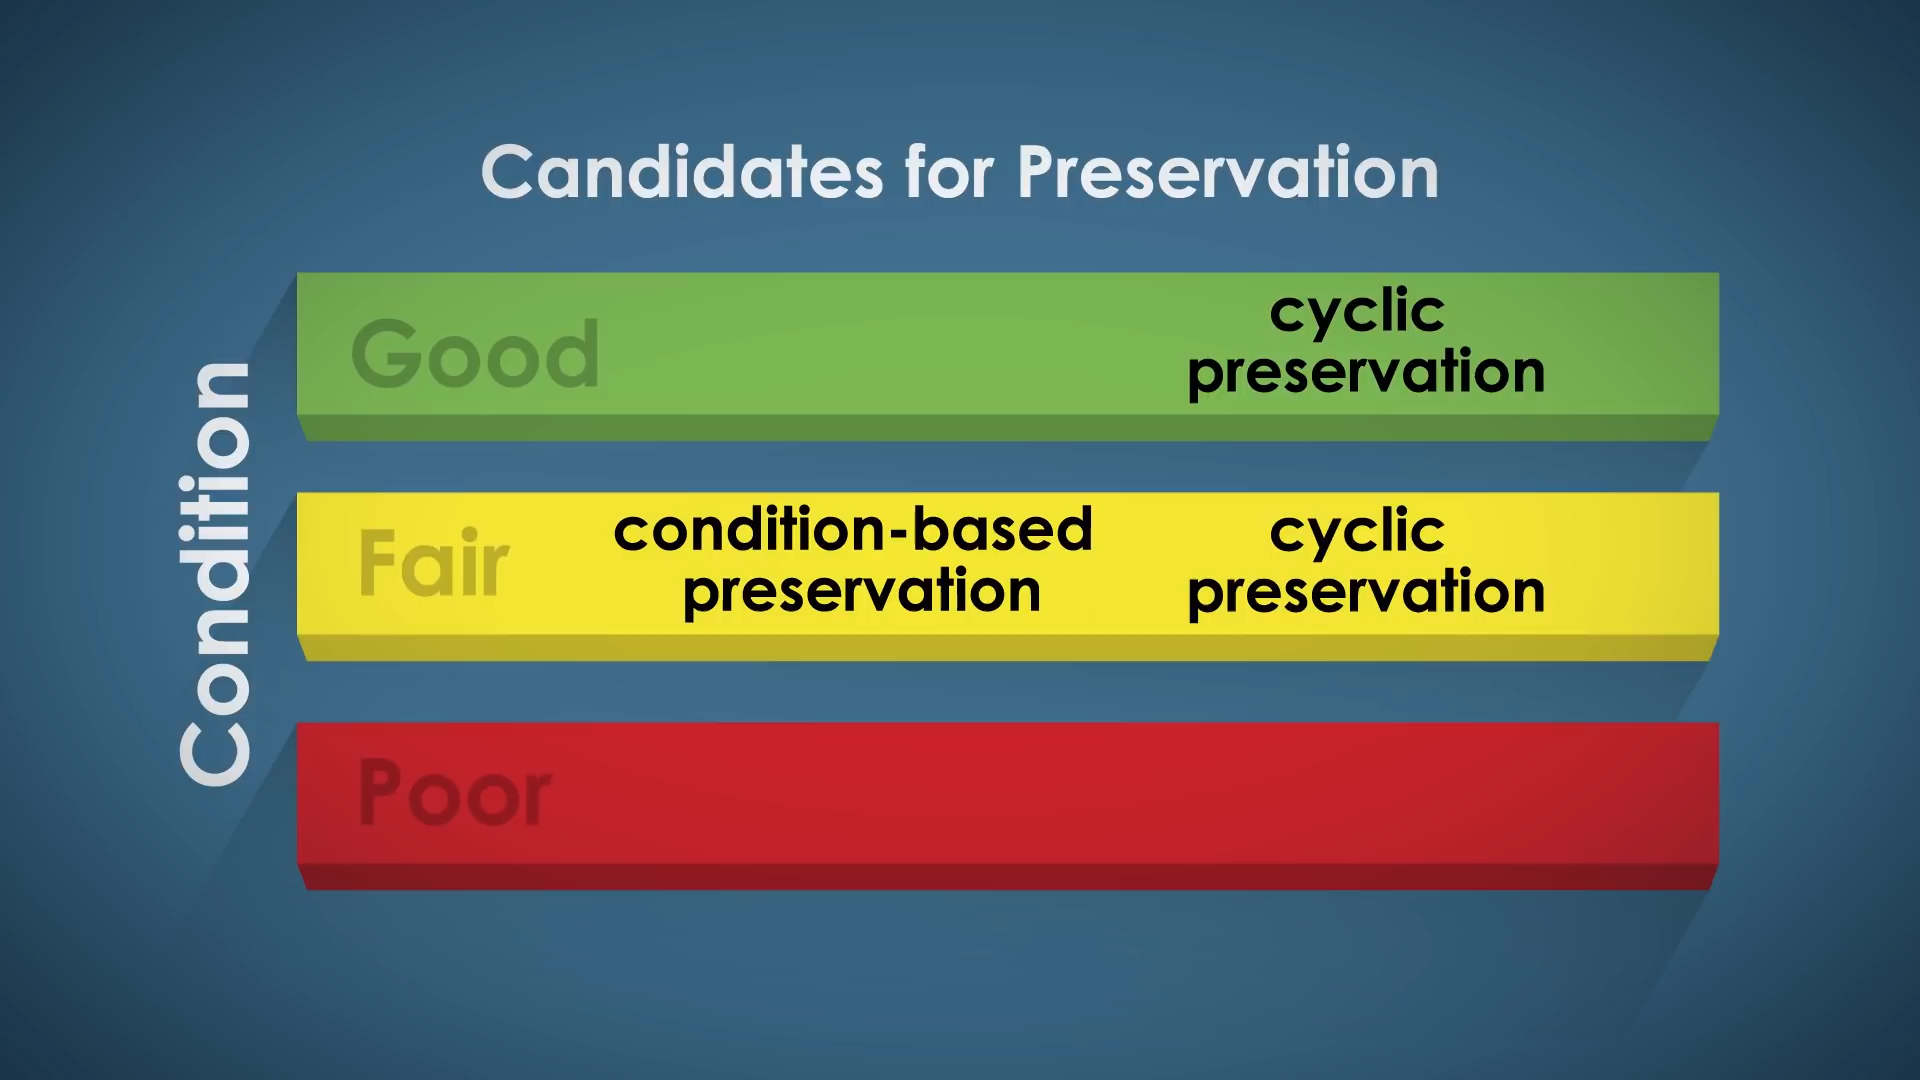 Candidates for Preservation
Condition
Good
cyclic
preservation
Fair
condition-based
preservation
cyclic
preservation
Poor